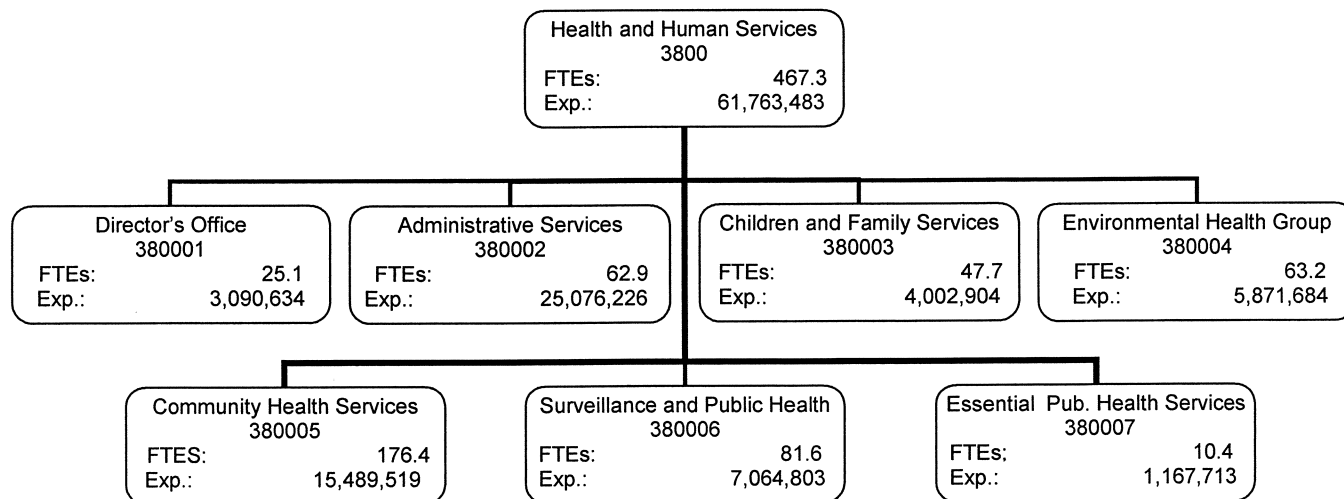 Health and Human Services
3800
FTEs: 467.3
Exp.: 61,763,483
Director's Office
380001
FTEs: 25.1
Exp.: 3,090,634
Administrative Services
380002
FTEs: 62.9
Exp.: 25,076,226
Children and Family Services
380003
FTEs: 47.7
Exp.: 4,002,904
Environmental Health Group
380004
FTEs: 63.2
Exp.: 5,871,684
Community Health Services
380005
FTES: 176.4
Exp.: 15,489,519
Surveillance and Public Health
380006
FTEs: 81.6
Exp.: 7,064,803
Essential Pub. Health Services
380007
FTEs; 10.4
Exp.: 1,167,713